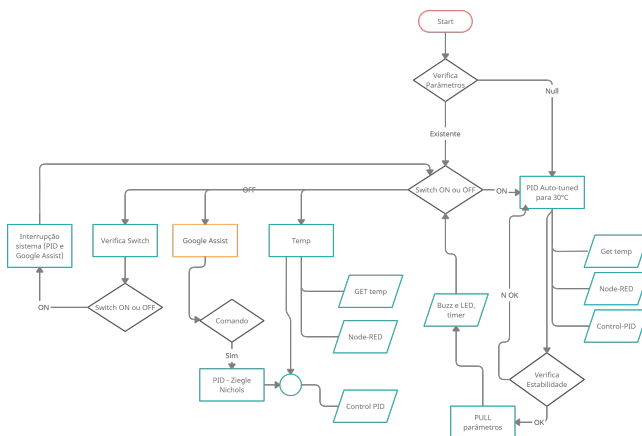 Start
Verifica
Parâmetros
Null
Existente
Switch ON ou OFF
ON
PID Auto-tuned
para 30°C
OFF
Interrupção
sistema (PID e
Google Assist)
Verifica Switch
Google Assist
Temp
Get temp
Node-RED
Control-PID
GET temp
Node-RED
Buzz e LED,
timer
N OK
ON
Switch ON ou OFF
Comando
Sim
PID - Ziegle
Nichols
Control PID
Verifica
Estabilidade
OK
PULL
parâmetros